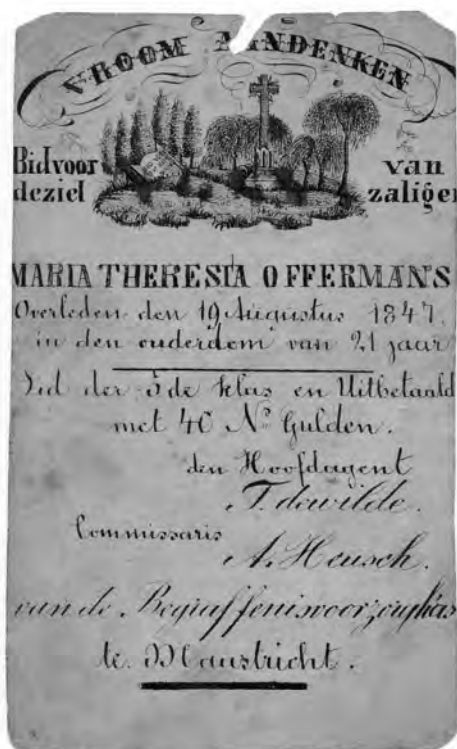 VROOM AANDENKEN
Bid voor van
de ziel zaliger
MARIA THERESIA OFFERMANS
Overleden den 19 Augustus 1847.
in den ouderdom van 21 jaar
Lid der 5de klas en Uitbetaald
met 40 Nº Gulden.
den Hoofdagent
T. dewilde.
Commissaris
A. Heusch.
van de Begraffenisvoorzorgkas
te Maastricht.